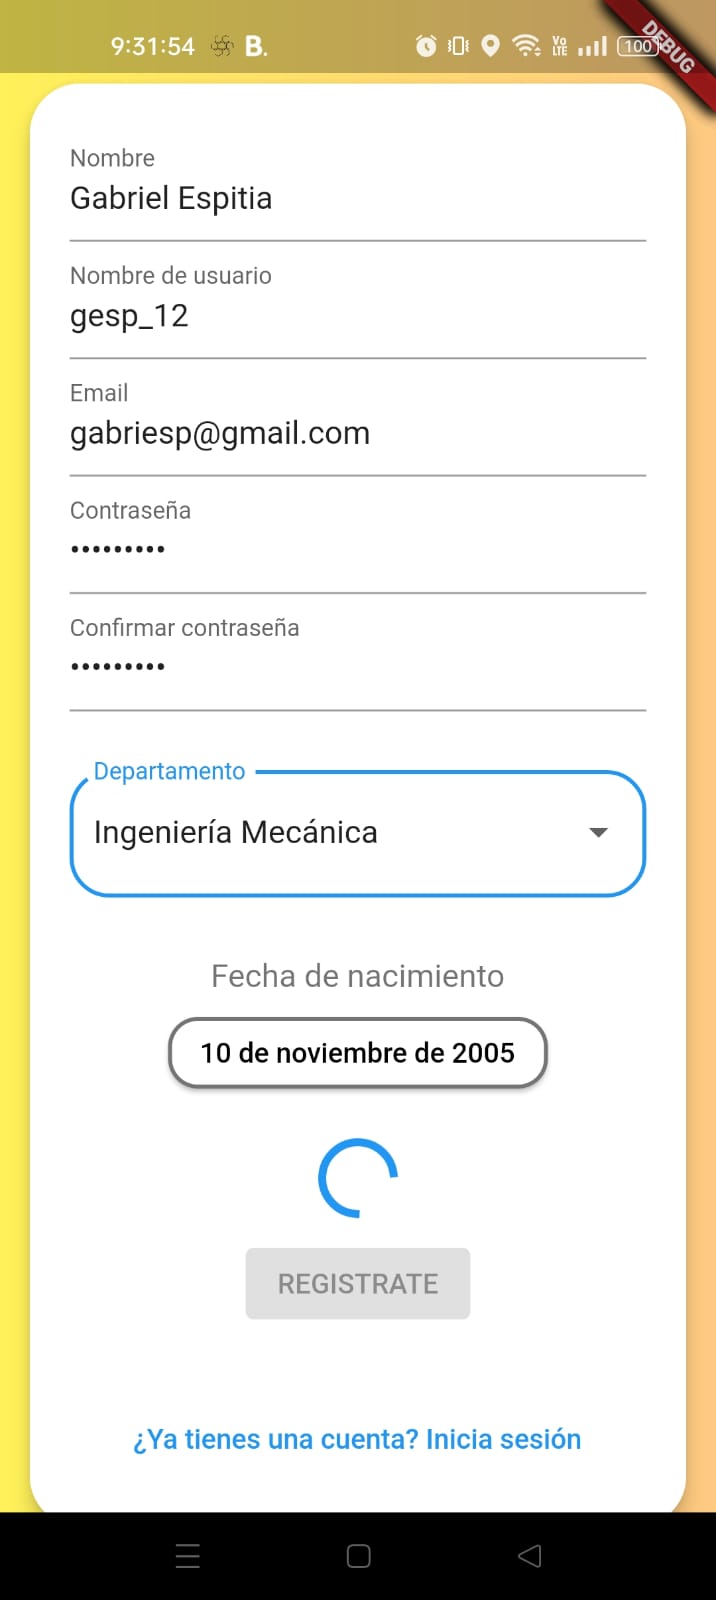 9:31:54 B. Vo LTE 100
DEBUG
Nombre
Gabriel Espitia
Nombre de usuario
gesp_12
Email
gabriesp@gmail.com
Contraseña
•••••••••
Confirmar contraseña
•••••••••
Departamento
Ingeniería Mecánica
Fecha de nacimiento
10 de noviembre de 2005
REGISTRATE
¿Ya tienes una cuenta? Inicia sesión